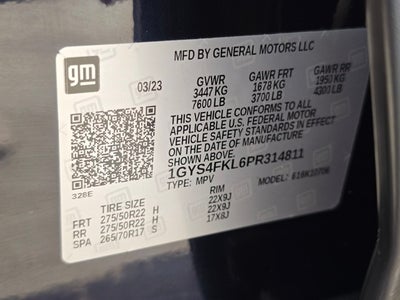 gm
MFD BY GENERAL MOTORS LLC
03/23 GVWR GAWR FRT GAWR RR
3447 KG 1678 KG 1950 KG
7600 LB 3700 LB 4300 LB
THIS VEHICLE CONFORMS TO ALL
APPLICABLE U.S. FEDERAL MOTOR
VEHICLE SAFETY STANDARDS IN
EFFECT ON THE DATE OF
MANUFACTURE SHOWN ABOVE.
1GYS4FKL6PR314811
328E TYPE: MPV MODEL: 616K10706
TIRE SIZE RIM
FRT 275/50R22 H 22X9J
RR 275/50R22 H 22X9J
SPA 265/70R17 S 17X8J